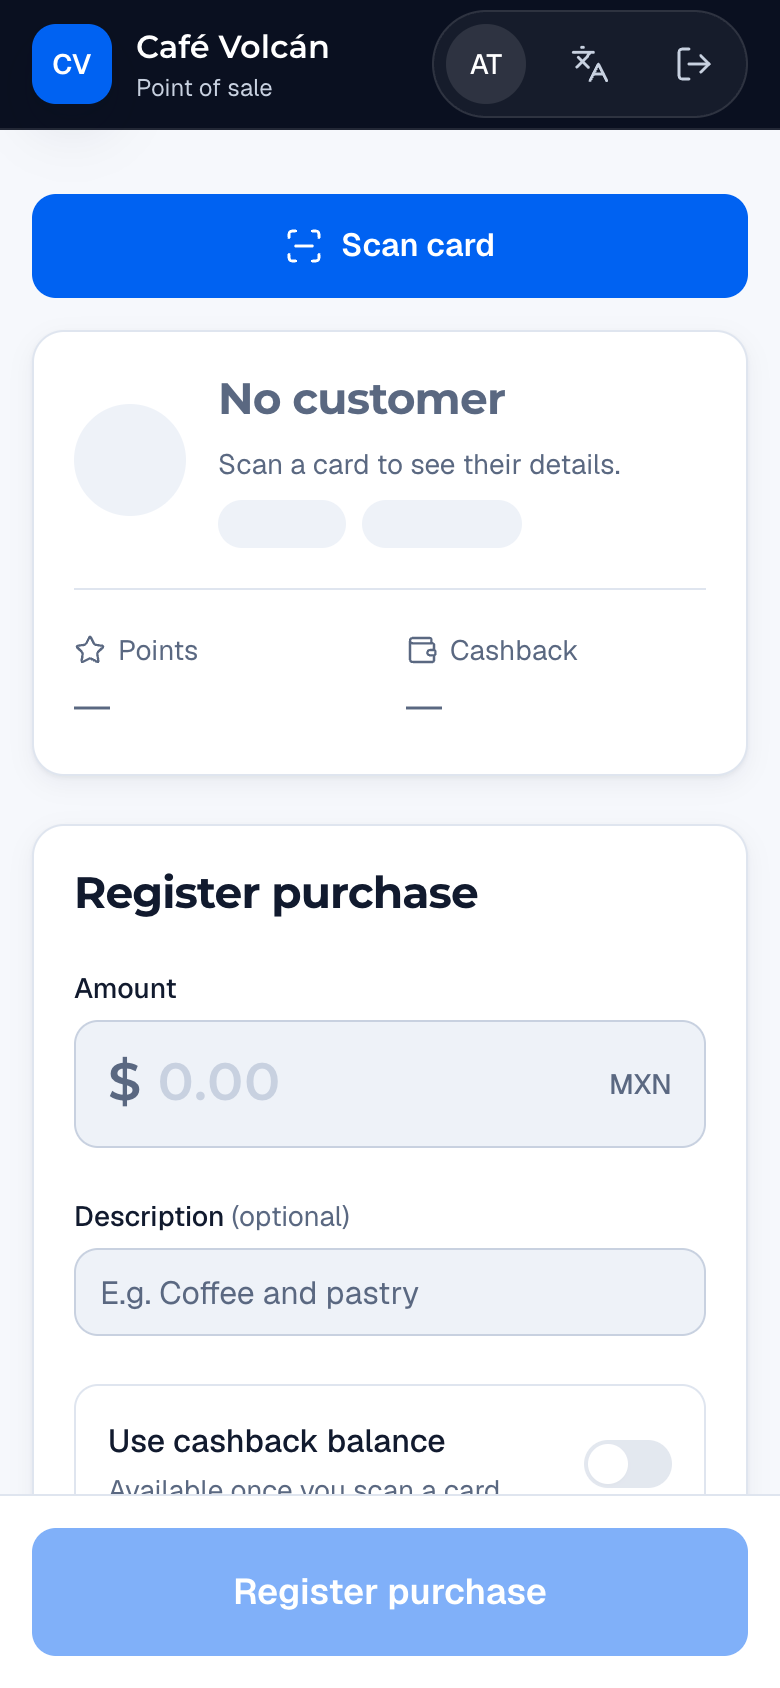 CV
Café Volcán
Point of sale
AT
Scan card
No customer
Scan a card to see their details.
Points
Cashback
—
—
Register purchase
Amount
$ 0.00
MXN
Description (optional)
E.g. Coffee and pastry
Use cashback balance
Available once you scan a card
Register purchase